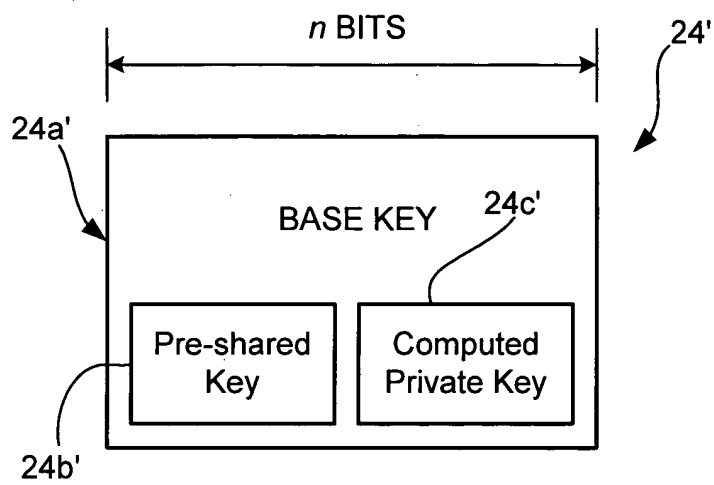 n BITS
24'
24a'
24c'
BASE KEY
Pre-shared
Key
Computed
Private Key
24b'